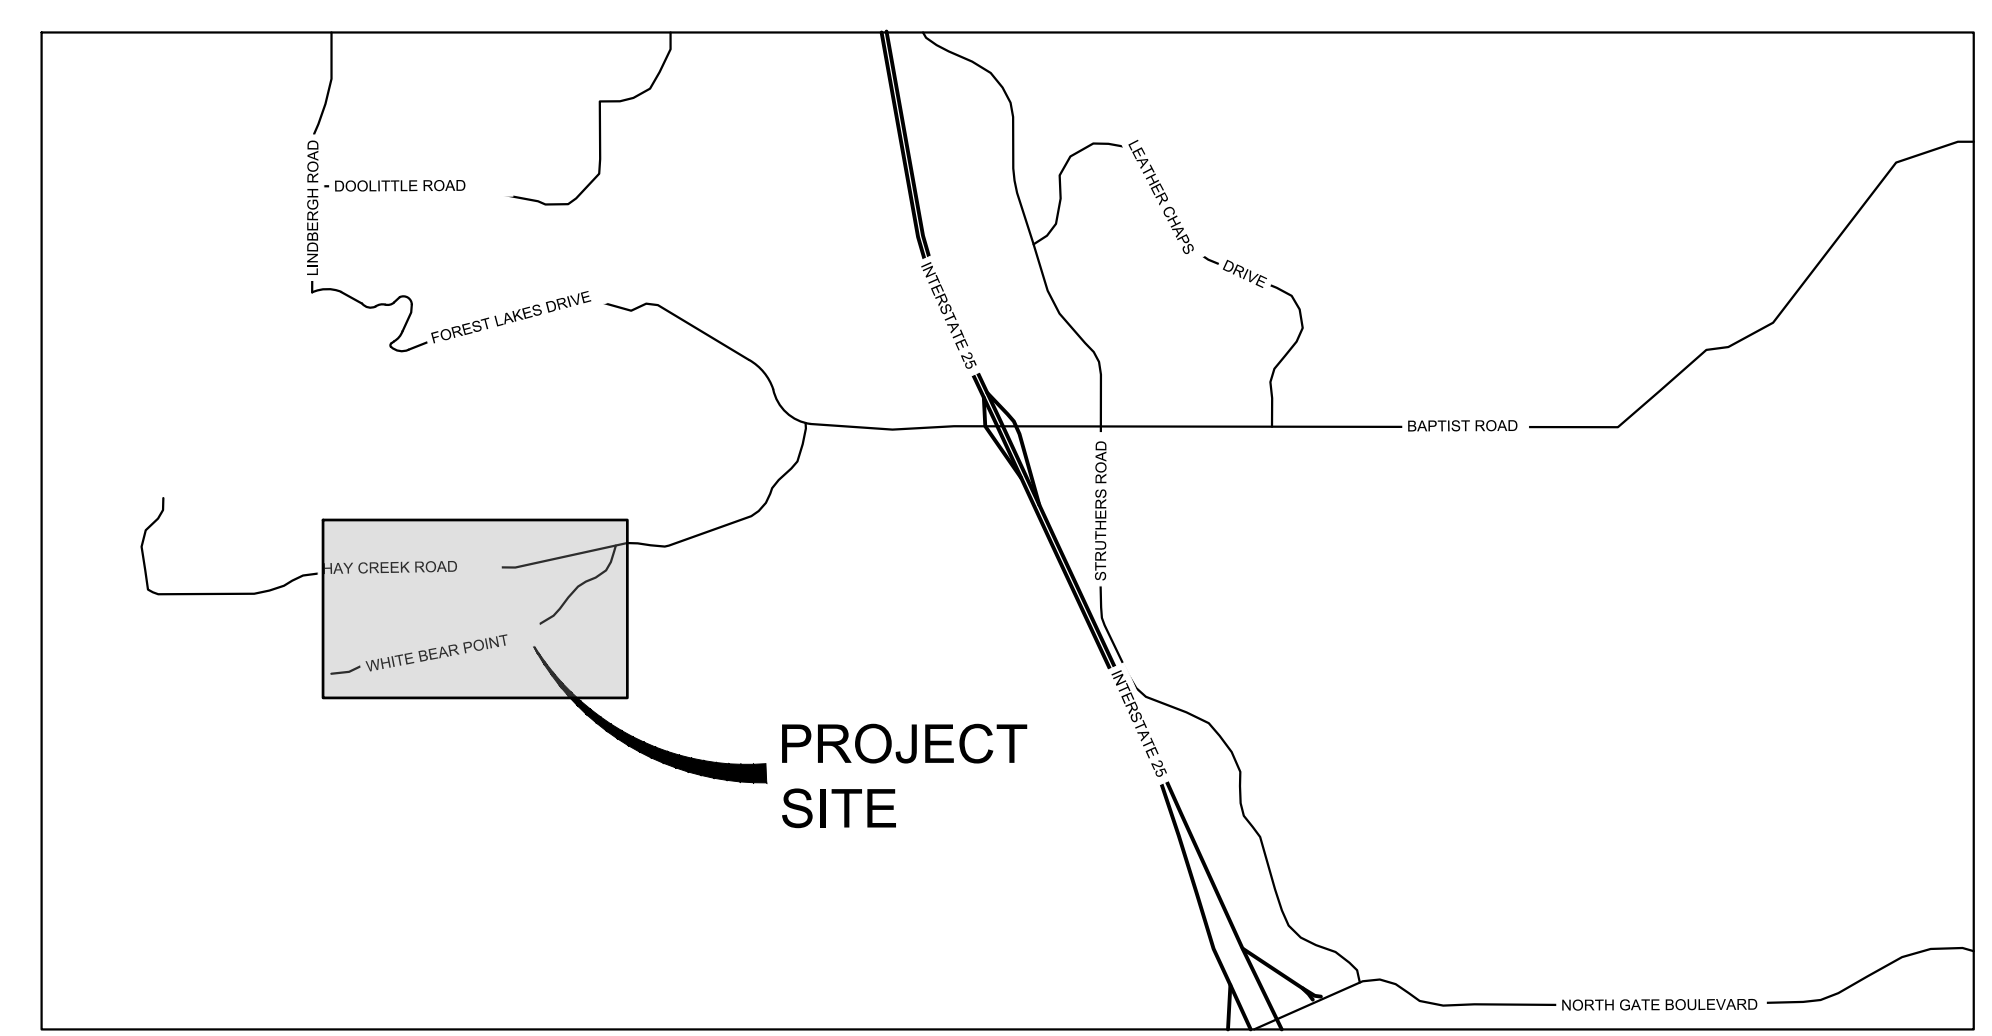 LINDBERGH ROAD
DOOLITTLE ROAD
LEATHER CHAPS
DRIVE
FOREST LAKES DRIVE
INTERSTATE 25
BAPTIST ROAD
STRUTHERS ROAD
HAY CREEK ROAD
WHITE BEAR POINT
PROJECT
SITE
INTERSTATE 25
NORTH GATE BOULEVARD